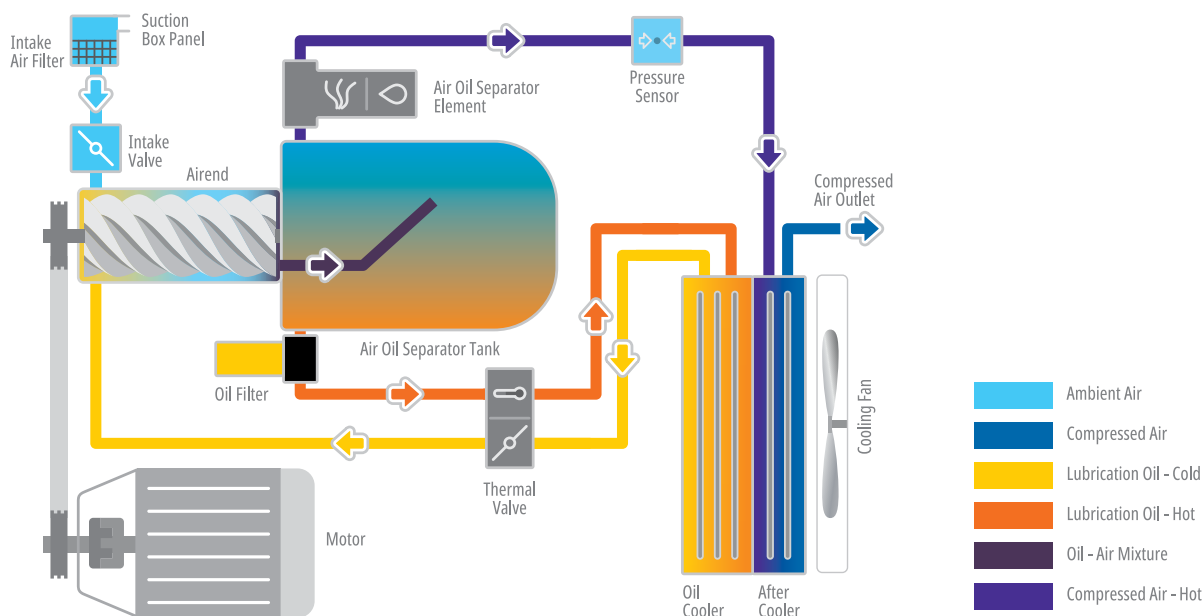 Suction
Box Panel
Intake
Air Filter
Intake
Valve
Airend
Air Oil Separator
Element
Pressure
Sensor
Compressed
Air Outlet
Air Oil Separator Tank
Oil Filter
Thermal
Valve
Motor
Oil
Cooler
After
Cooler
Cooling Fan
Ambient Air
Compressed Air
Lubrication Oil - Cold
Lubrication Oil - Hot
Oil - Air Mixture
Compressed Air - Hot